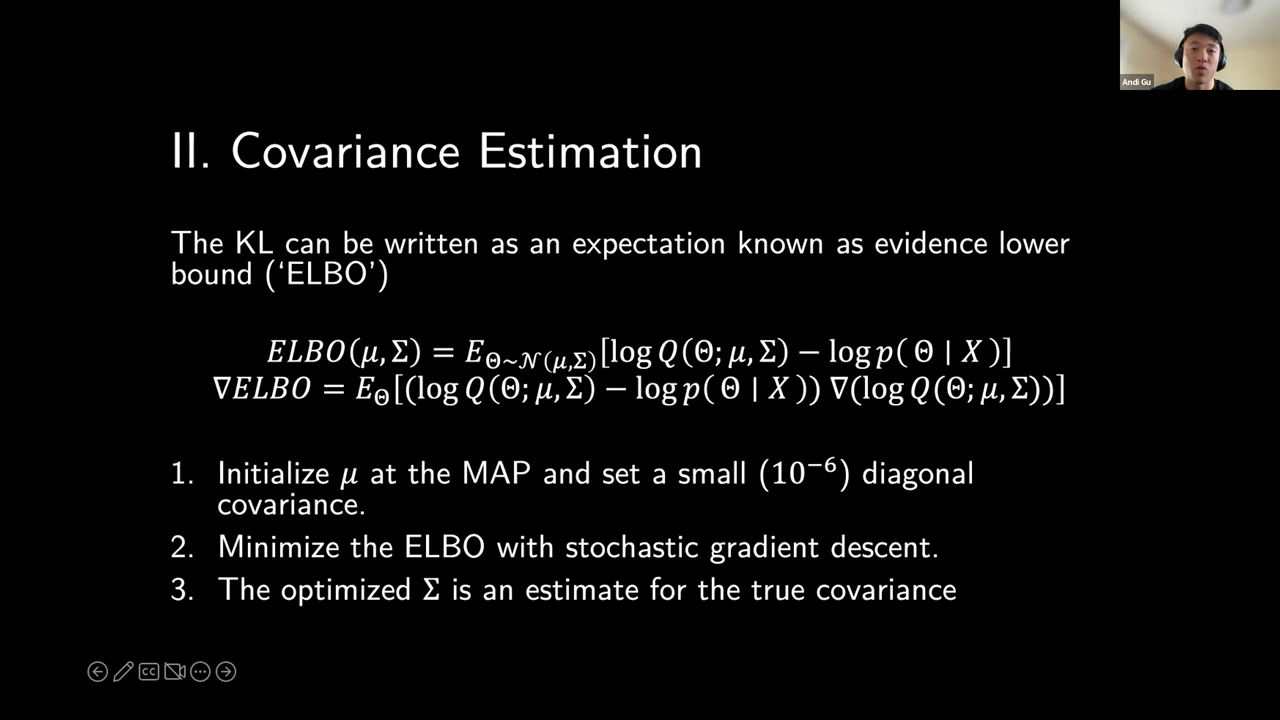 Andi Gu
II. Covariance Estimation
The KL can be written as an expectation known as evidence lower
bound (‘ELBO’)
ELBO(μ, Σ) = E_{Θ∼𝒩(μ,Σ)}[log Q(Θ; μ, Σ) − log p( Θ ∣ X )]
∇ELBO = E_Θ[(log Q(Θ; μ, Σ) − log p( Θ ∣ X )) ∇(log Q(Θ; μ, Σ))]
1. Initialize μ at the MAP and set a small (10⁻⁶) diagonal
covariance.
2. Minimize the ELBO with stochastic gradient descent.
3. The optimized Σ is an estimate for the true covariance
CC